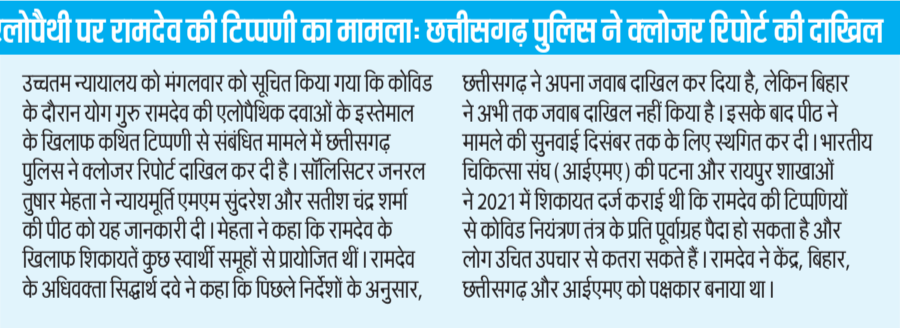 एलोपैथी पर रामदेव की टिप्पणी का मामलाः छत्तीसगढ़ पुलिस ने क्लोजर रिपोर्ट की दाखिल
उच्चतम न्यायालय को मंगलवार को सूचित किया गया कि कोविड
के दौरान योग गुरु रामदेव की एलोपैथिक दवाओं के इस्तेमाल
के खिलाफ कथित टिप्पणी से संबंधित मामले में छत्तीसगढ़
पुलिस ने क्लोजर रिपोर्ट दाखिल कर दी है। सॉलिसिटर जनरल
तुषार मेहता ने न्यायमूर्ति एमएम सुंदरेश और सतीश चंद्र शर्मा
की पीठ को यह जानकारी दी। मेहता ने कहा कि रामदेव के
खिलाफ शिकायतें कुछ स्वार्थी समूहों से प्रायोजित थीं। रामदेव
के अधिवक्ता सिद्धार्थ दवे ने कहा कि पिछले निर्देशों के अनुसार,
छत्तीसगढ़ ने अपना जवाब दाखिल कर दिया है, लेकिन बिहार
ने अभी तक जवाब दाखिल नहीं किया है। इसके बाद पीठ ने
मामले की सुनवाई दिसंबर तक के लिए स्थगित कर दी। भारतीय
चिकित्सा संघ (आईएमए) की पटना और रायपुर शाखाओं
ने 2021 में शिकायत दर्ज कराई थी कि रामदेव की टिप्पणियों
से कोविड नियंत्रण तंत्र के प्रति पूर्वाग्रह पैदा हो सकता है और
लोग उचित उपचार से कतरा सकते हैं। रामदेव ने केंद्र, बिहार,
छत्तीसगढ़ और आईएमए को पक्षकार बनाया था।